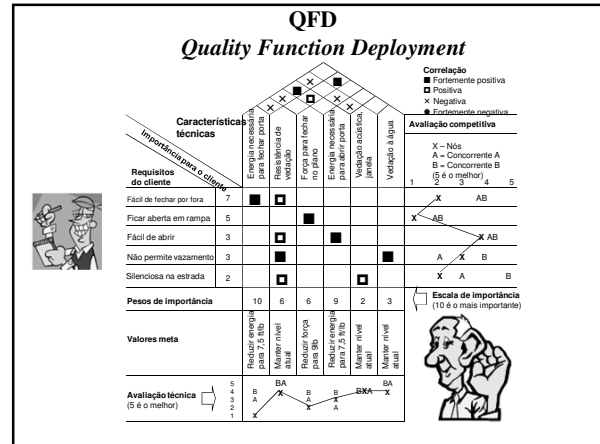 QFD
Quality Function Deployment
Correlação
Fortemente positiva
Positiva
× Negativa
Fortemente negativa
Características
técnicas
Importância para o cliente
Requisitos
do cliente
Energia necessária
para fechar porta
Resistência de
vedação
Força para fechar
no plano
Energia necessária
para abrir porta
Vedação acústica,
janela
Vedação à água
Avaliação competitiva
X – Nós
A = Concorrente A
B = Concorrente B
(5 é o melhor)
1 2 3 4 5
Fácil de fechar por fora 7 X AB
Ficar aberta em rampa 5 X AB
Fácil de abrir 3 X AB
Não permite vazamento 3 A X B
Silenciosa na estrada 2 X A B
Pesos de importância 10 6 6 9 2 3
Escala de importância
(10 é o mais importante)
Valores meta
Reduzir energia
para 7,5 ft/lb
Manter nível
atual
Reduzir força
para 9lb
Reduzir energia
para 7,5 ft/lb
Manter nível
atual
Manter nível
atual
Avaliação técnica
(5 é o melhor)
5 BA BA
4 B X B B BXA X
3 A A X
2 X A
1 X